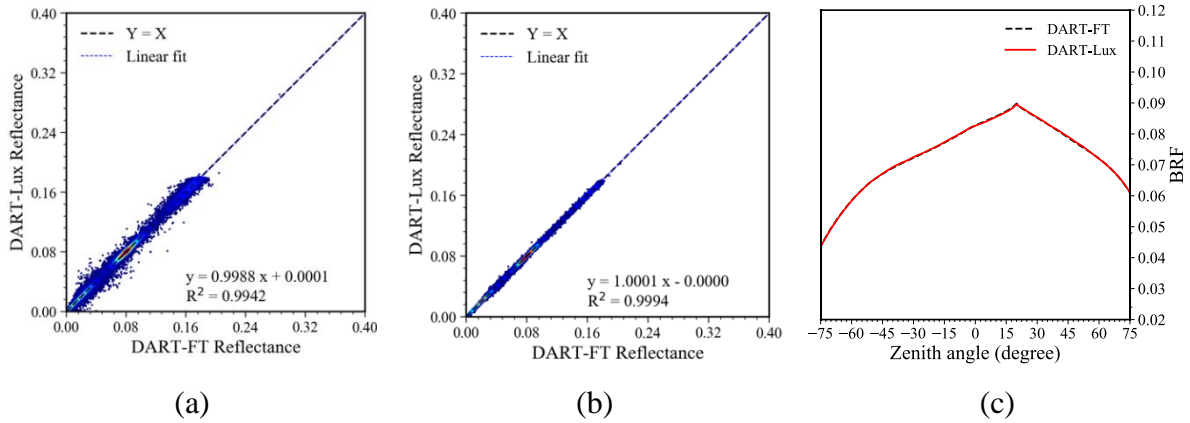 0.40
0.32
0.24
0.16
0.08
0.00
DART-Lux Reflectance
Y = X
Linear fit
y = 0.9988 x + 0.0001
R² = 0.9942
0.00 0.08 0.16 0.24 0.32 0.40
DART-FT Reflectance
(a)
0.40
0.32
0.24
0.16
0.08
0.00
DART-Lux Reflectance
Y = X
Linear fit
y = 1.0001 x - 0.0000
R² = 0.9994
0.00 0.08 0.16 0.24 0.32 0.40
DART-FT Reflectance
(b)
DART-FT
DART-Lux
0.12
0.11
0.10
0.09
0.08
0.07
0.06
0.05
0.04
0.03
0.02
BRF
−75 −60 −45 −30 −15 0 15 30 45 60 75
Zenith angle (degree)
(c)